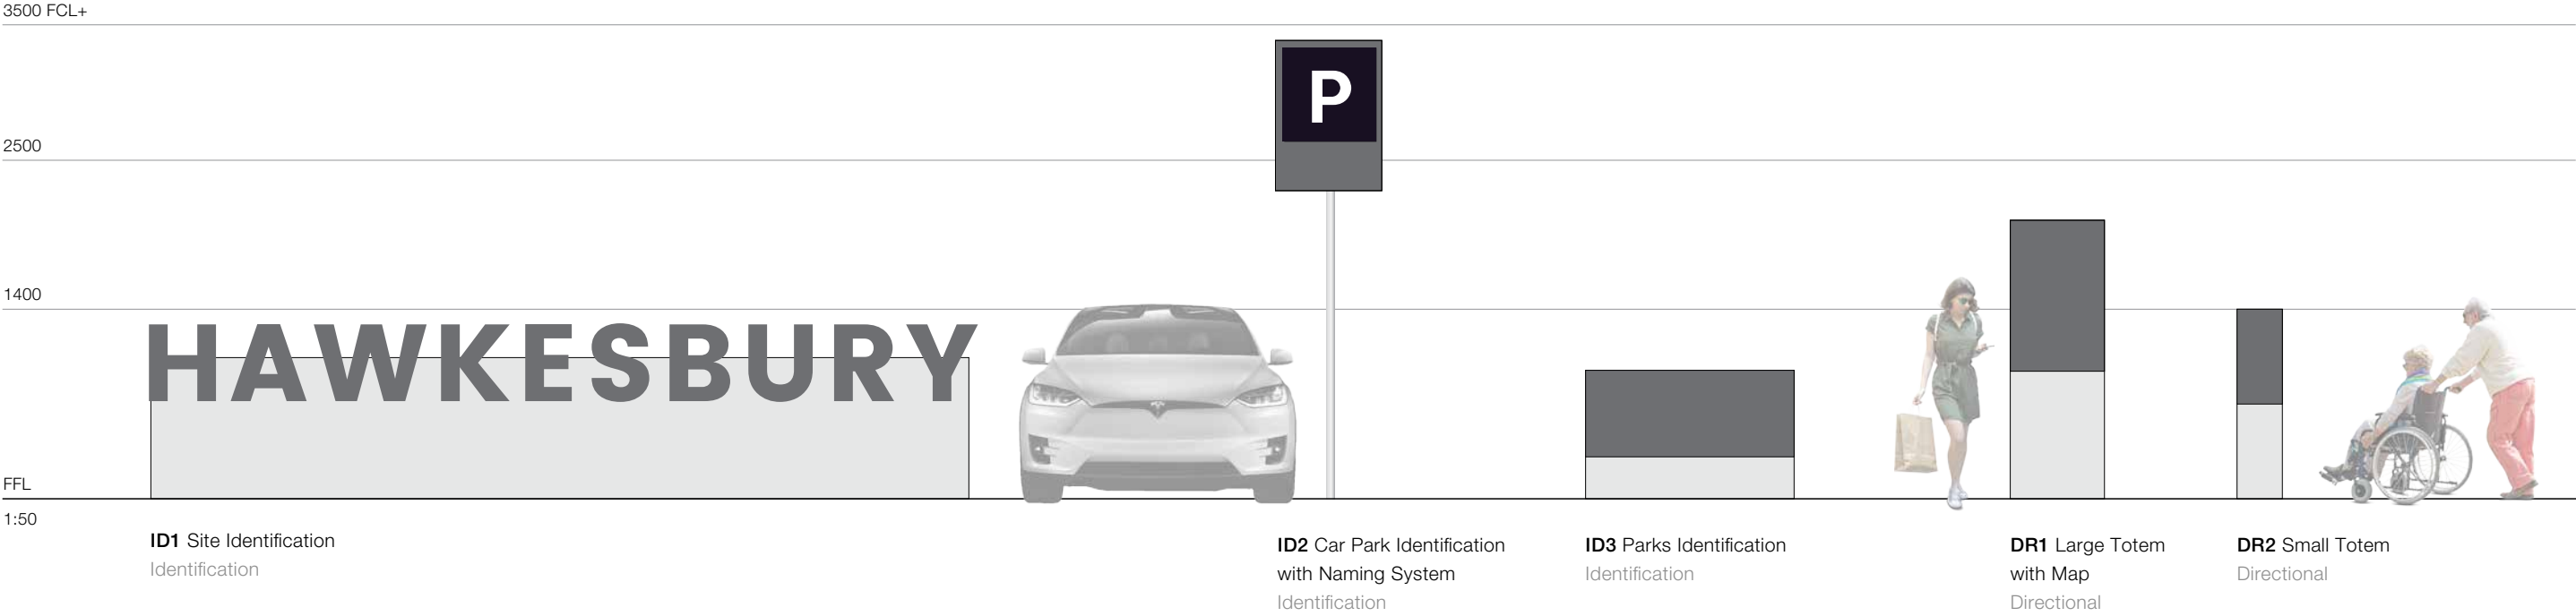 3500 FCL+
P
2500
1400
HAWKESBURY
FFL
1:50
ID1 Site Identification
Identification
ID2 Car Park Identification
with Naming System
Identification
ID3 Parks Identification
Identification
DR1 Large Totem
with Map
Directional
DR2 Small Totem
Directional